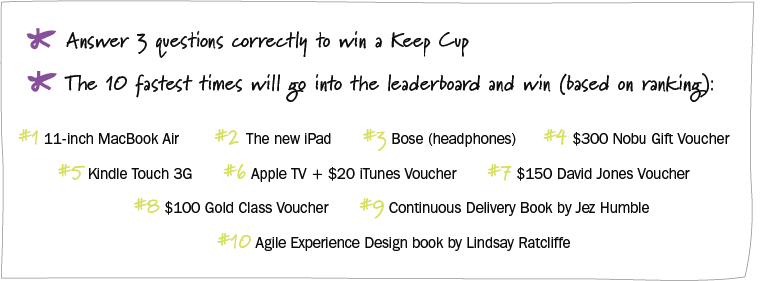 Answer 3 questions correctly to win a Keep Cup
The 10 fastest times will go into the leaderboard and win (based on ranking):
#1 11-inch MacBook Air #2 The new iPad #3 Bose (headphones) #4 $300 Nobu Gift Voucher
#5 Kindle Touch 3G #6 Apple TV + $20 iTunes Voucher #7 $150 David Jones Voucher
#8 $100 Gold Class Voucher #9 Continuous Delivery Book by Jez Humble
#10 Agile Experience Design book by Lindsay Ratcliffe